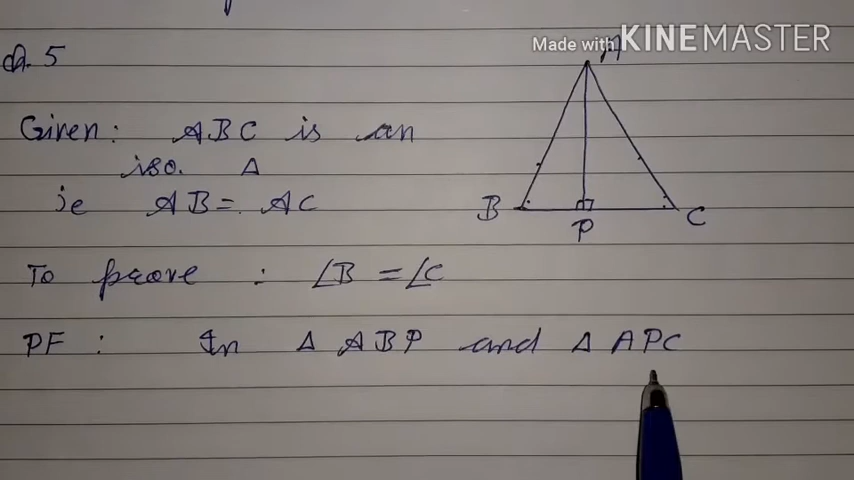 Made with KINEMASTER
Q. 5
A
Given: ABC is an
iso. Δ
ie AB = AC
B
P
C
To prove : ∠B = ∠C
PF : In Δ ABP and Δ APC